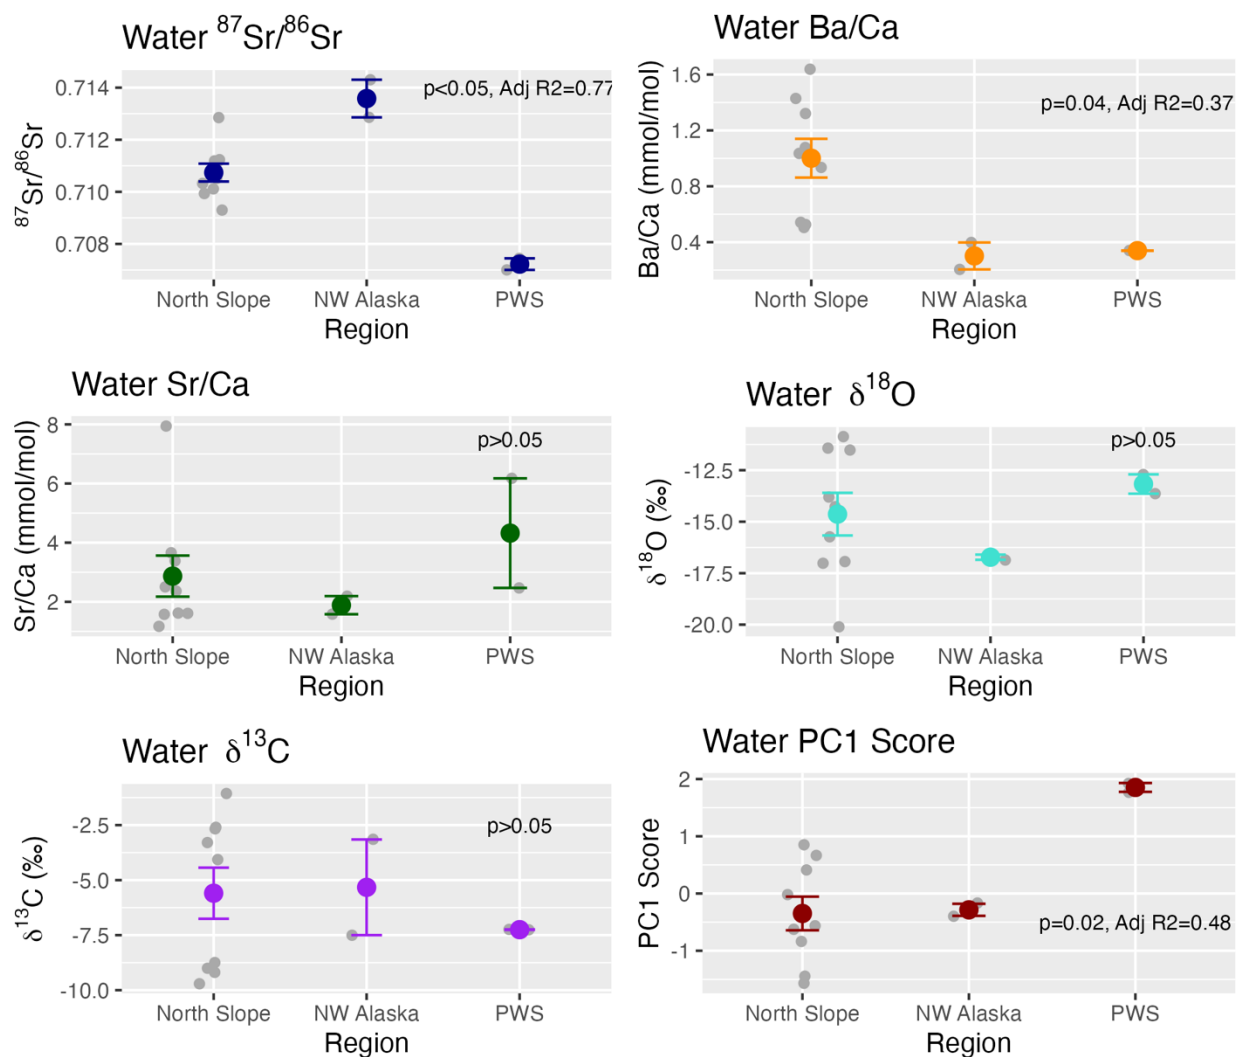 Water ⁸⁷Sr/⁸⁶Sr
⁸⁷Sr/⁸⁶Sr
0.714
0.712
0.710
0.708
p<0.05, Adj R2=0.77
North Slope NW Alaska PWS
Region
Water Ba/Ca
Ba/Ca (mmol/mol)
1.6
1.2
0.8
0.4
p=0.04, Adj R2=0.37
North Slope NW Alaska PWS
Region
Water Sr/Ca
Sr/Ca (mmol/mol)
8
6
4
2
p>0.05
North Slope NW Alaska PWS
Region
Water δ¹⁸O
δ¹⁸O (‰)
-12.5
-15.0
-17.5
-20.0
p>0.05
North Slope NW Alaska PWS
Region
Water δ¹³C
δ¹³C (‰)
-2.5
-5.0
-7.5
-10.0
p>0.05
North Slope NW Alaska PWS
Region
Water PC1 Score
PC1 Score
2
1
0
-1
p=0.02, Adj R2=0.48
North Slope NW Alaska PWS
Region